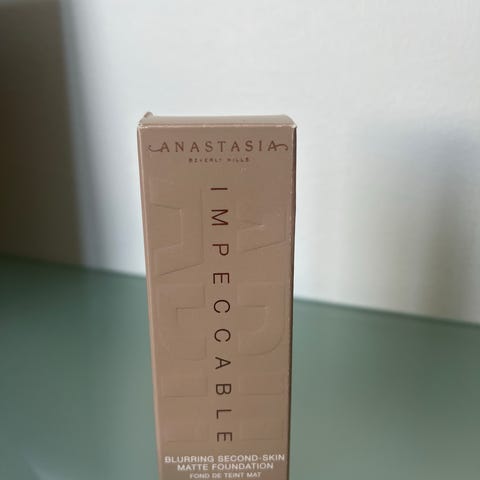 ANASTASIA
BEVERLY HILLS
IMPECCABLE
BLURRING SECOND-SKIN
MATTE FOUNDATION
FOND DE TEINT MAT